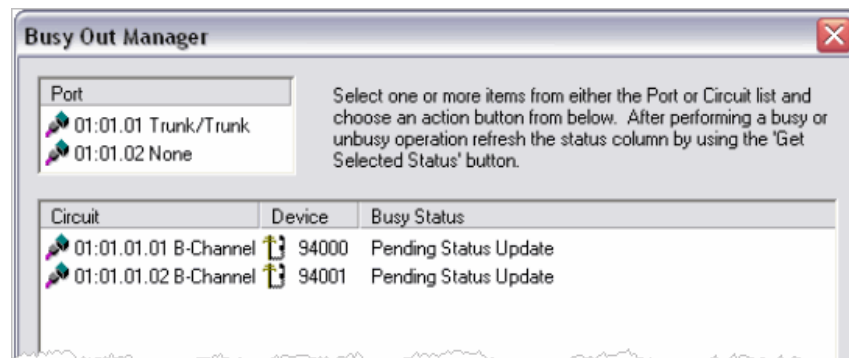 Busy Out Manager
Port
01:01.01 Trunk/Trunk
01:01.02 None
Select one or more items from either the Port or Circuit list and
choose an action button from below. After performing a busy or
unbusy operation refresh the status column by using the 'Get
Selected Status' button.
Circuit Device Busy Status
01:01.01.01 B-Channel 94000 Pending Status Update
01:01.01.02 B-Channel 94001 Pending Status Update